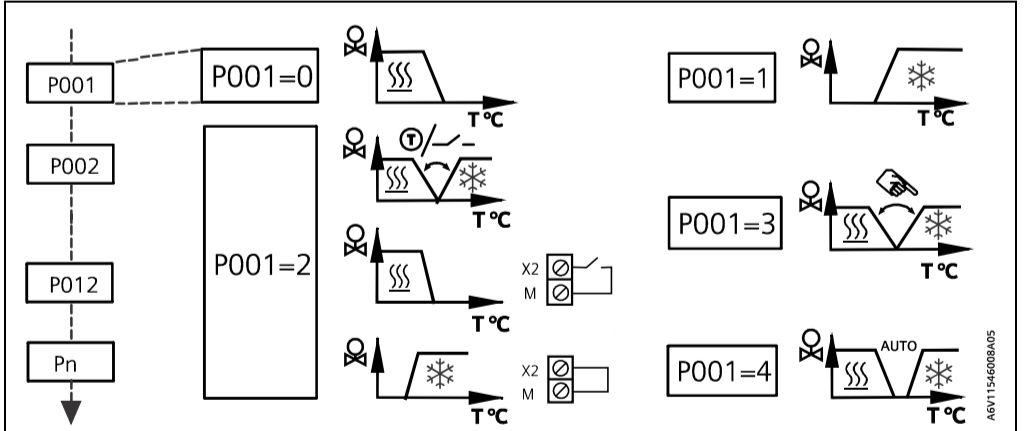 P001
P002
P012
Pn
P001=0
T °C
P001=2
T
T °C
X2
M
T °C
X2
M
T °C
P001=1
T °C
P001=3
T °C
P001=4
AUTO
T °C
A6V11546008A05